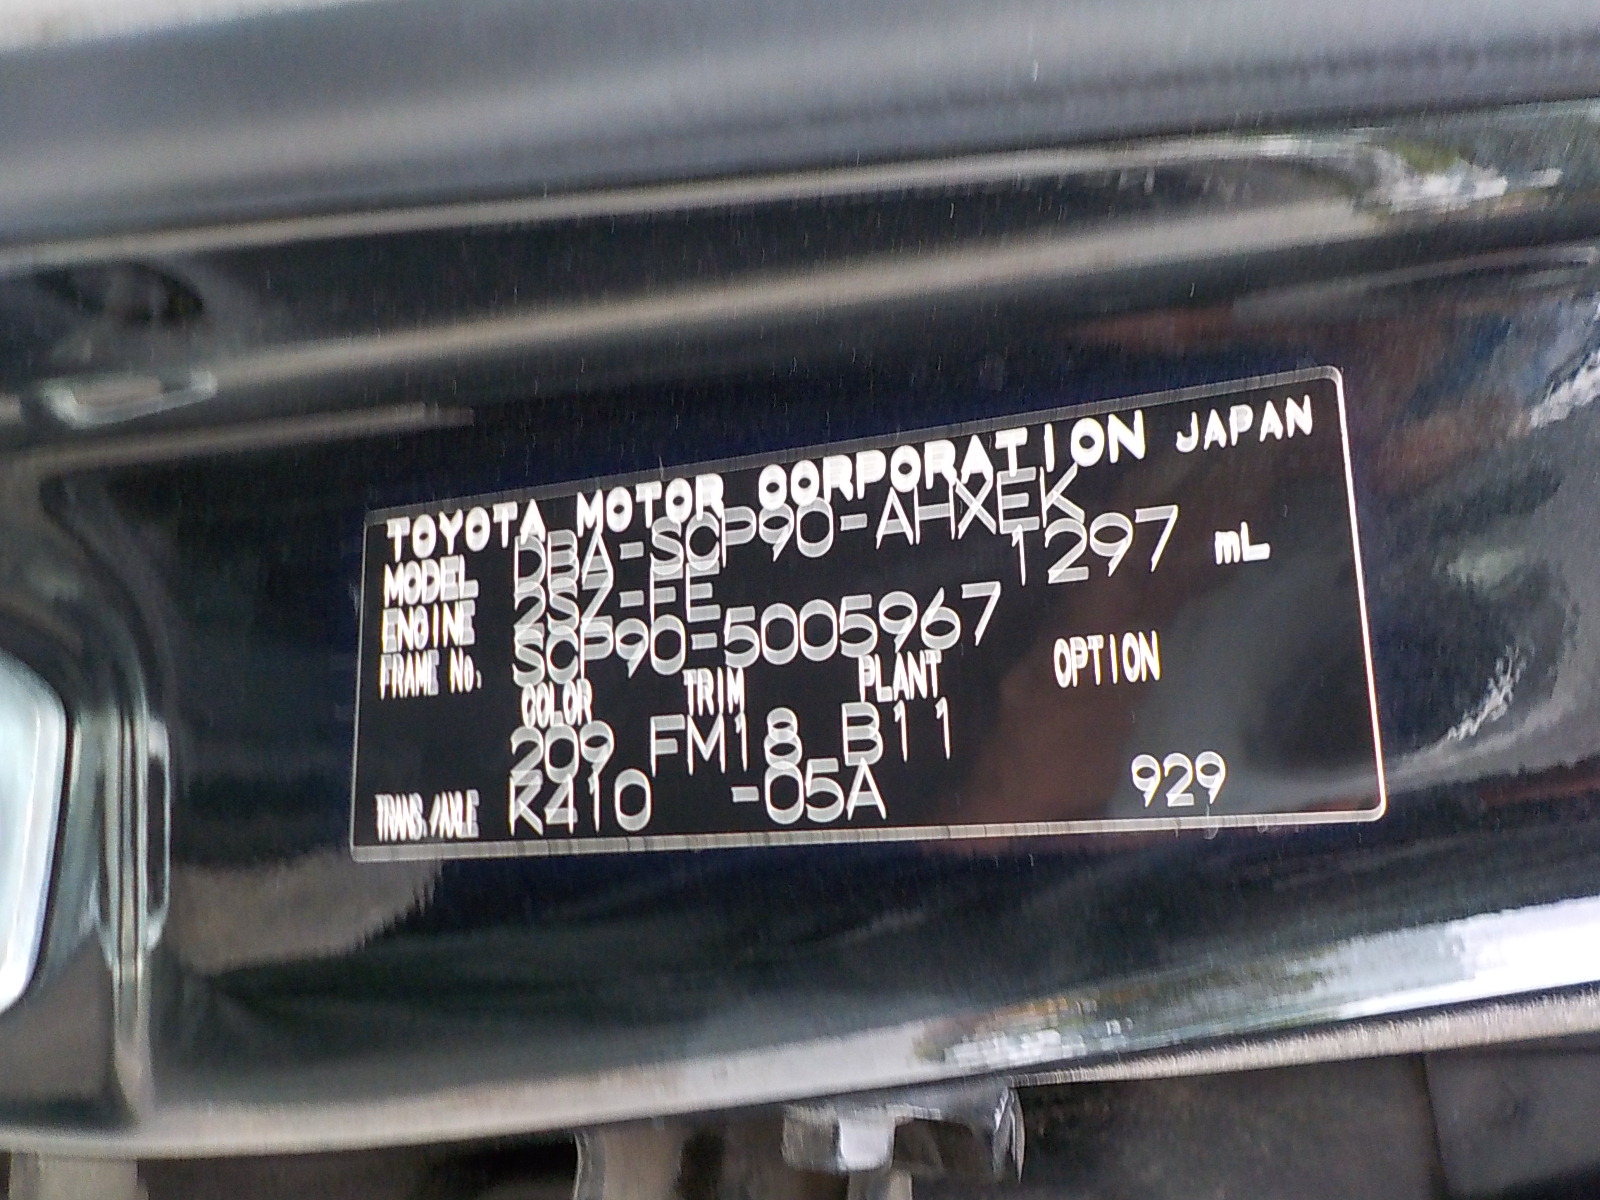 TOYOTA MOTOR CORPORATION JAPAN
MODEL DBA-SCP90-AHXEK
ENGINE 2SZ-FE 1297 mL
FRAME No. SCP90-5005967
COLOR TRIM PLANT OPTION
209 FM18 B11
TRANS./AXLE K410 -05A 929